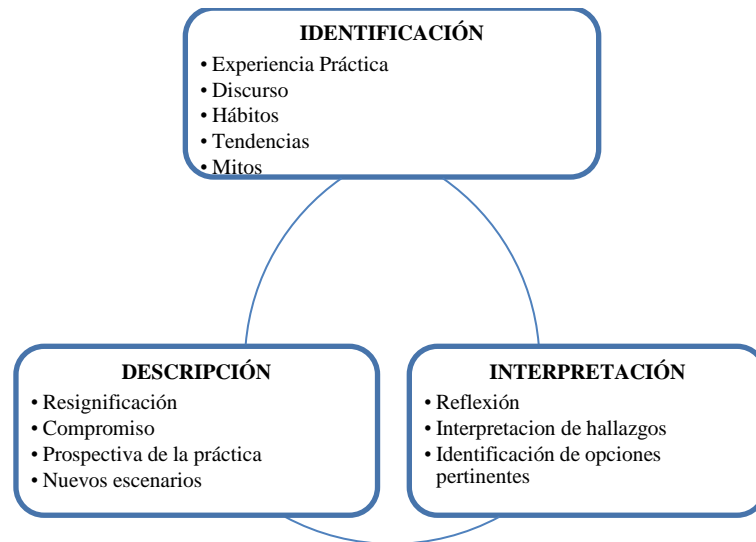 IDENTIFICACIÓN
• Experiencia Práctica
• Discurso
• Hábitos
• Tendencias
• Mitos
DESCRIPCIÓN
• Resignificación
• Compromiso
• Prospectiva de la práctica
• Nuevos escenarios
INTERPRETACIÓN
• Reflexión
• Interpretacion de hallazgos
• Identificación de opciones
pertinentes